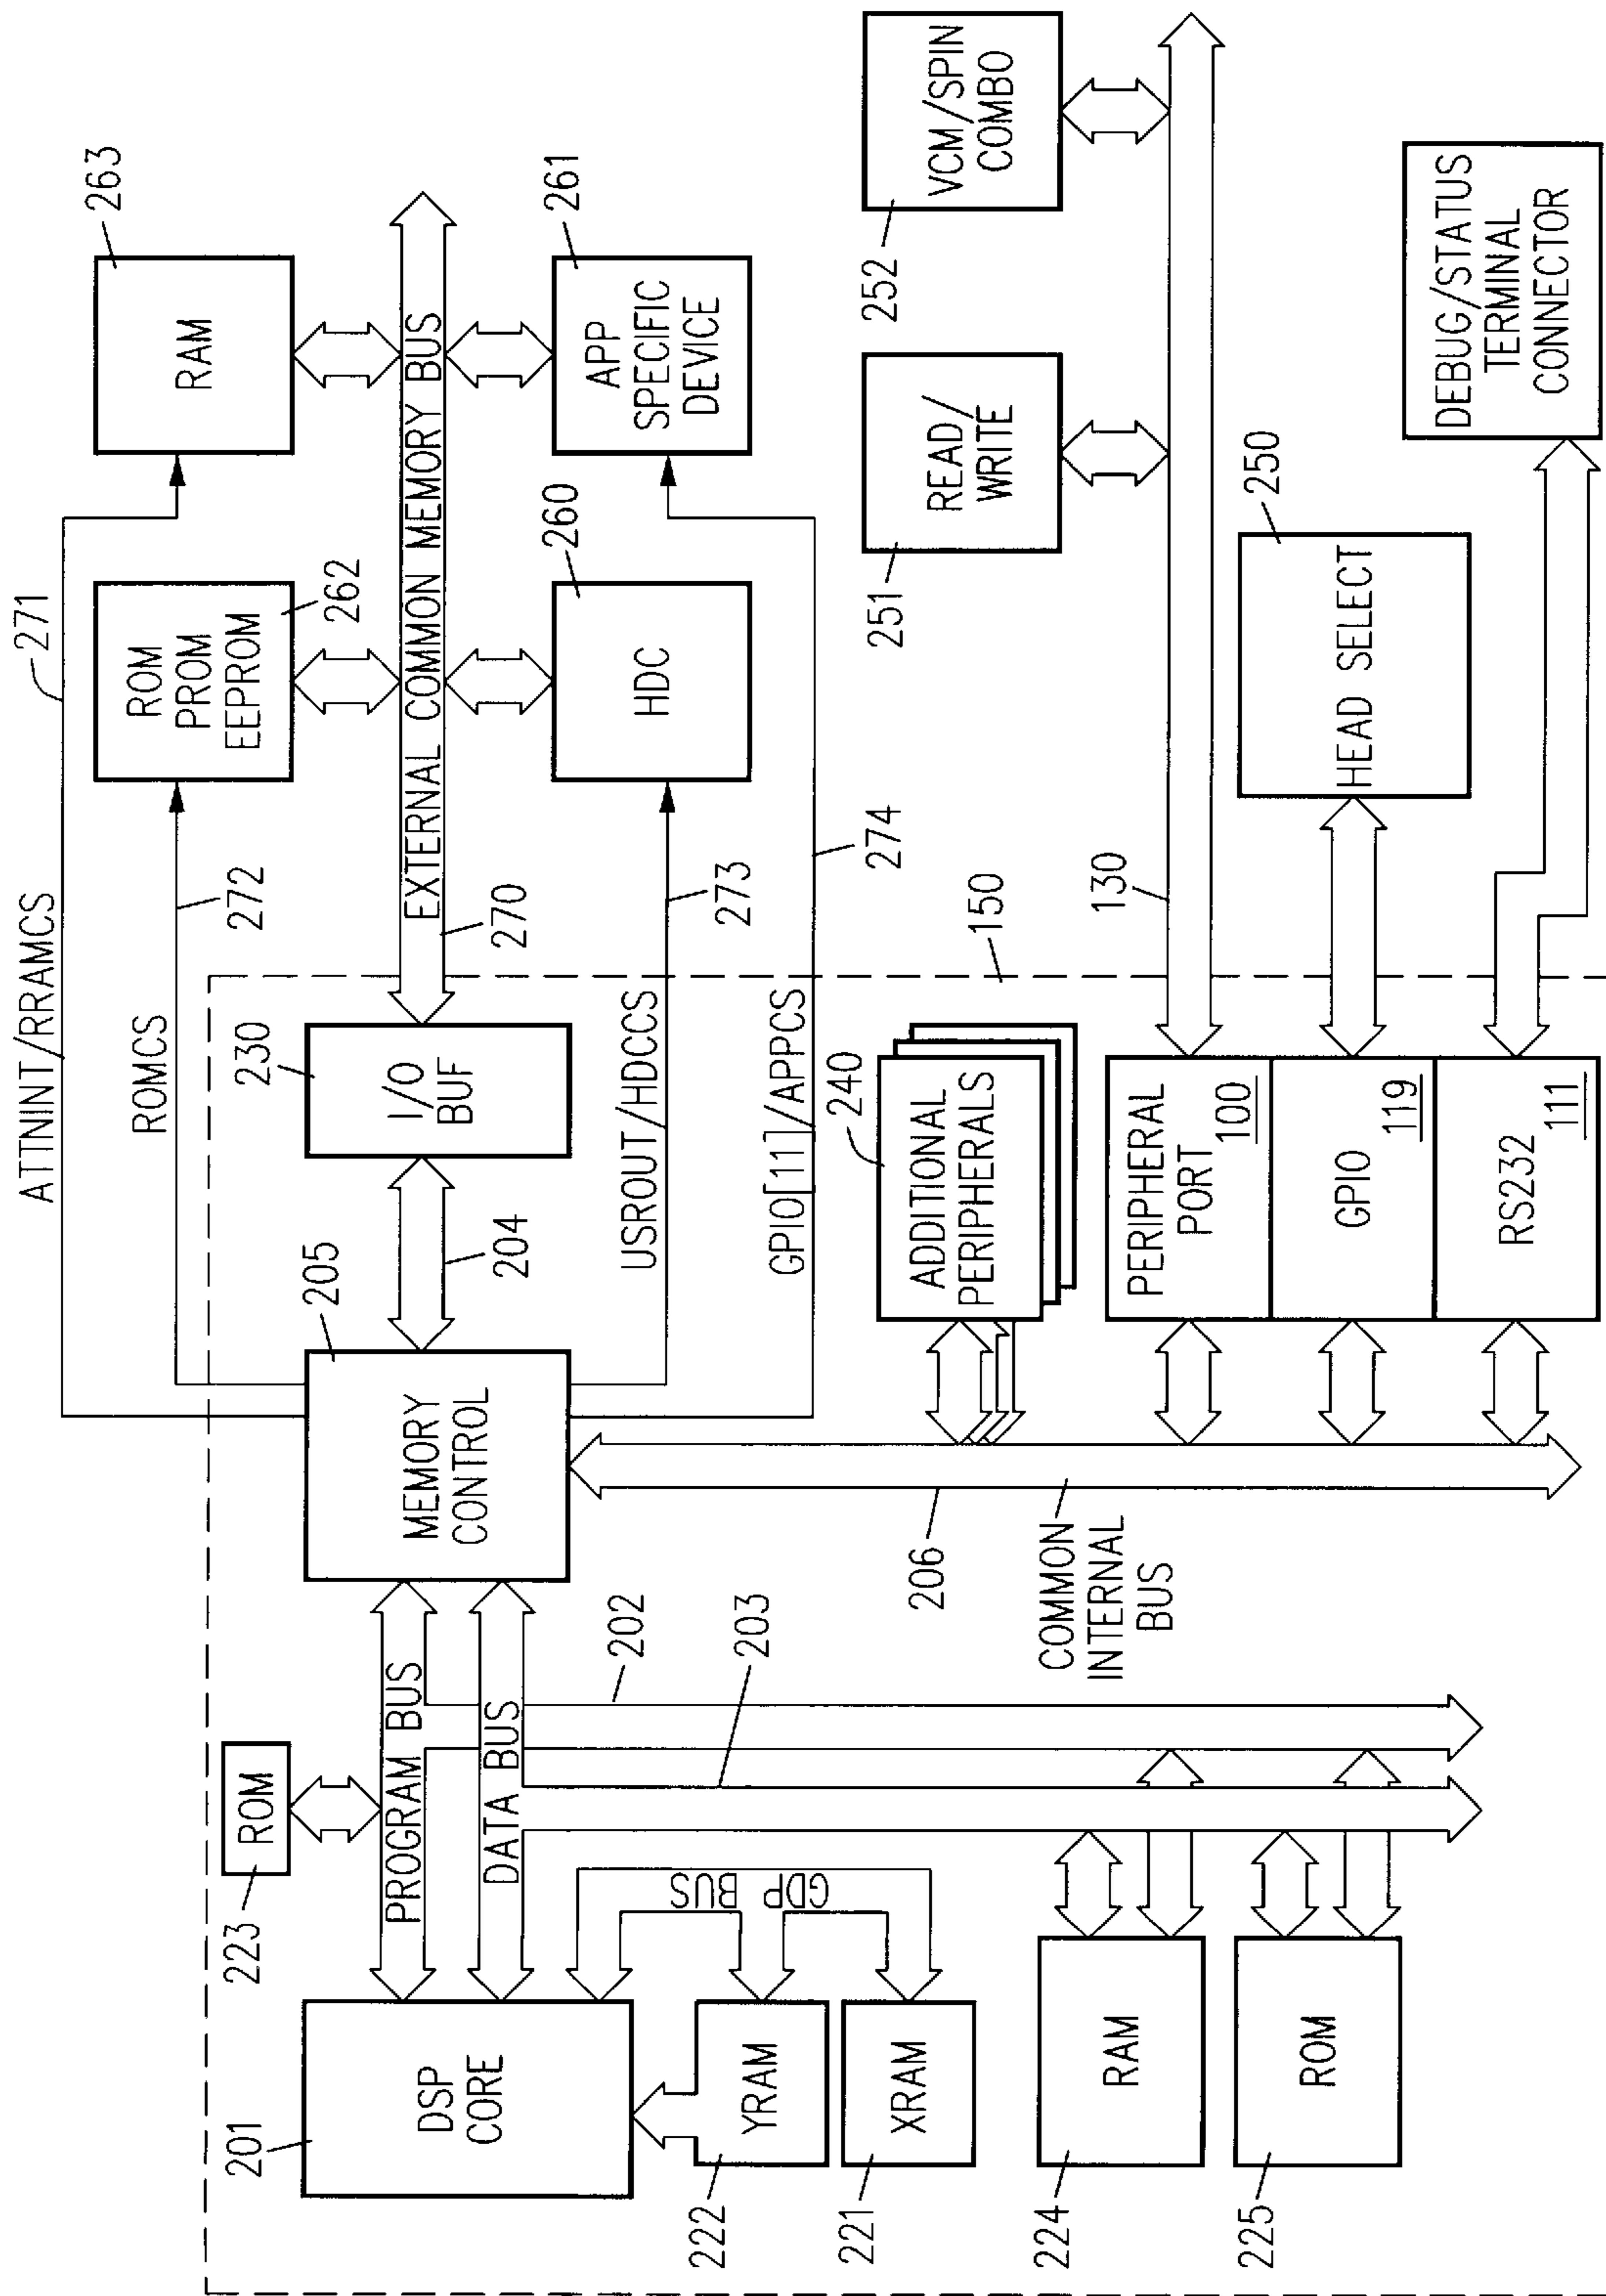 ATTNINT/RRAMCS
271
263
ROMCS
272
ROM
PROM
EEPROM
262
RAM
223
ROM
201
DSP
CORE
PROGRAM BUS
DATA BUS
MEMORY
CONTROL
205
204
230
I/O
BUF
270
EXTERNAL COMMON MEMORY BUS
USROUT/HDCCS
273
HDC
260
APP
SPECIFIC
DEVICE
261
GPIO[11]/APPCS
274
GDP
BUS
222
YRAM
221
XRAM
202
203
206
COMMON
INTERNAL
BUS
240
ADDITIONAL
PERIPHERALS
150
251
READ/
WRITE
252
VCM/SPIN
COMBO
224
RAM
225
ROM
PERIPHERAL
PORT
100
130
GPIO
119
HEAD SELECT
250
RS232
111
DEBUG/STATUS
TERMINAL
CONNECTOR